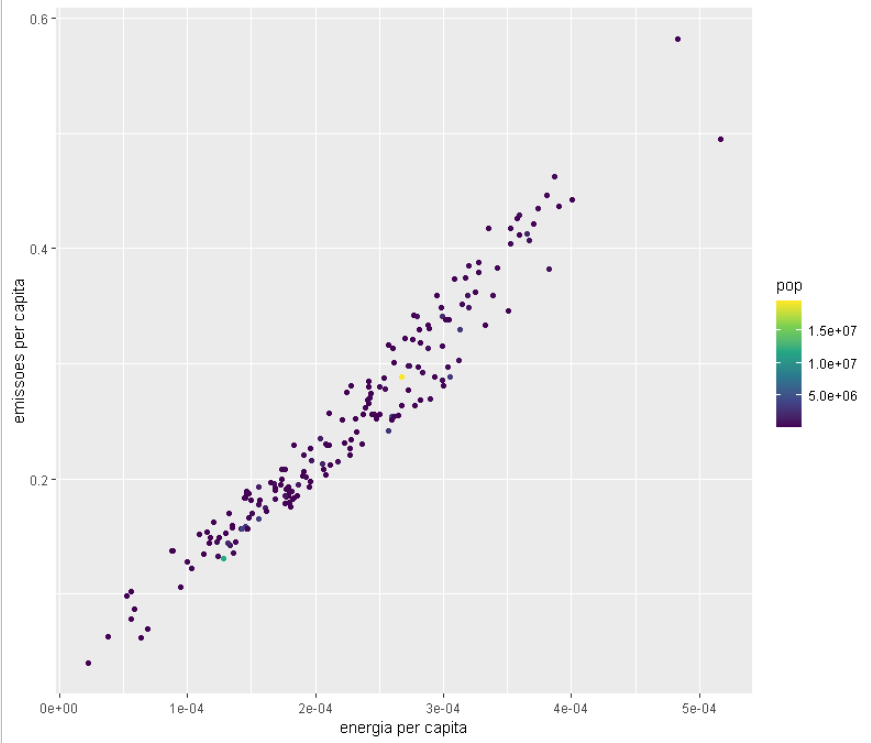 0.6
0.4
0.2
emissoes per capita
0e+00 1e-04 2e-04 3e-04 4e-04 5e-04
energia per capita
pop
1.5e+07
1.0e+07
5.0e+06